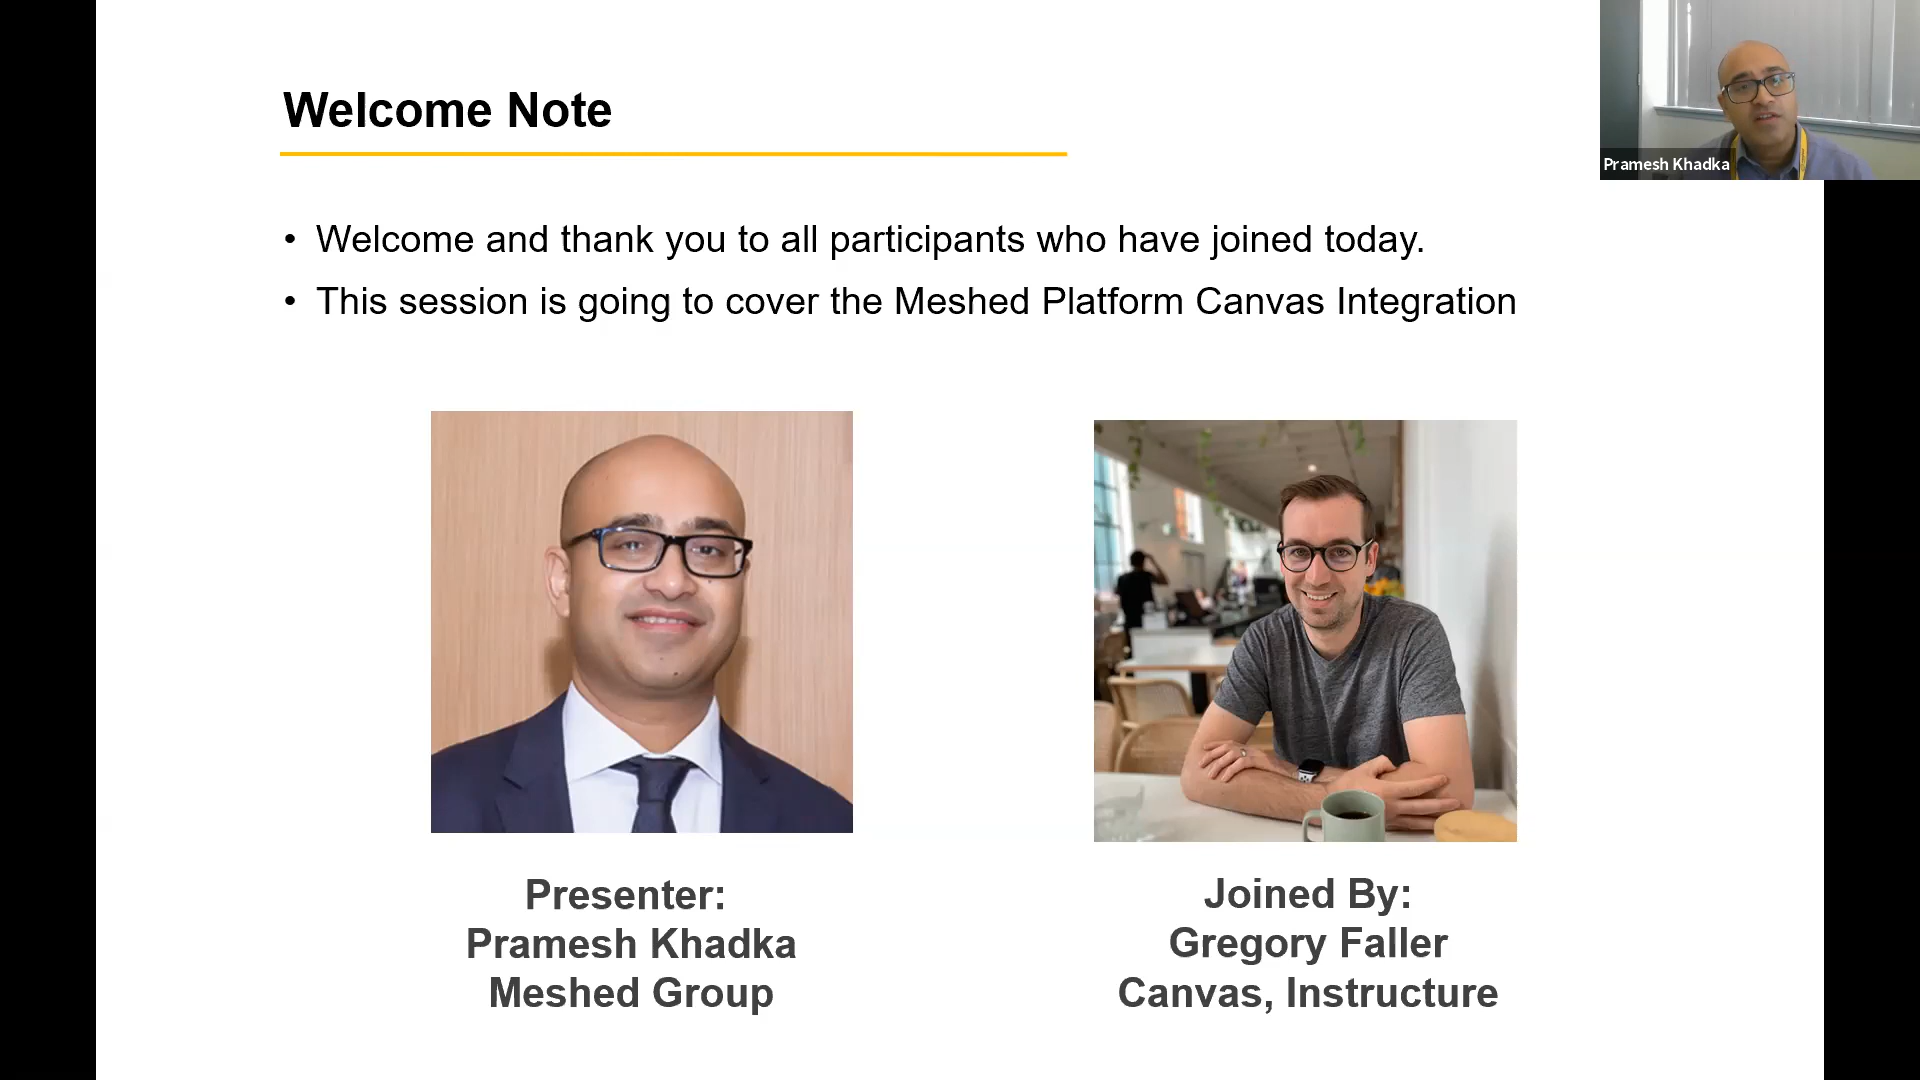 Welcome Note
Pramesh Khadka
• Welcome and thank you to all participants who have joined today.
• This session is going to cover the Meshed Platform Canvas Integration
Presenter:
Pramesh Khadka
Meshed Group
Joined By:
Gregory Faller
Canvas, Instructure